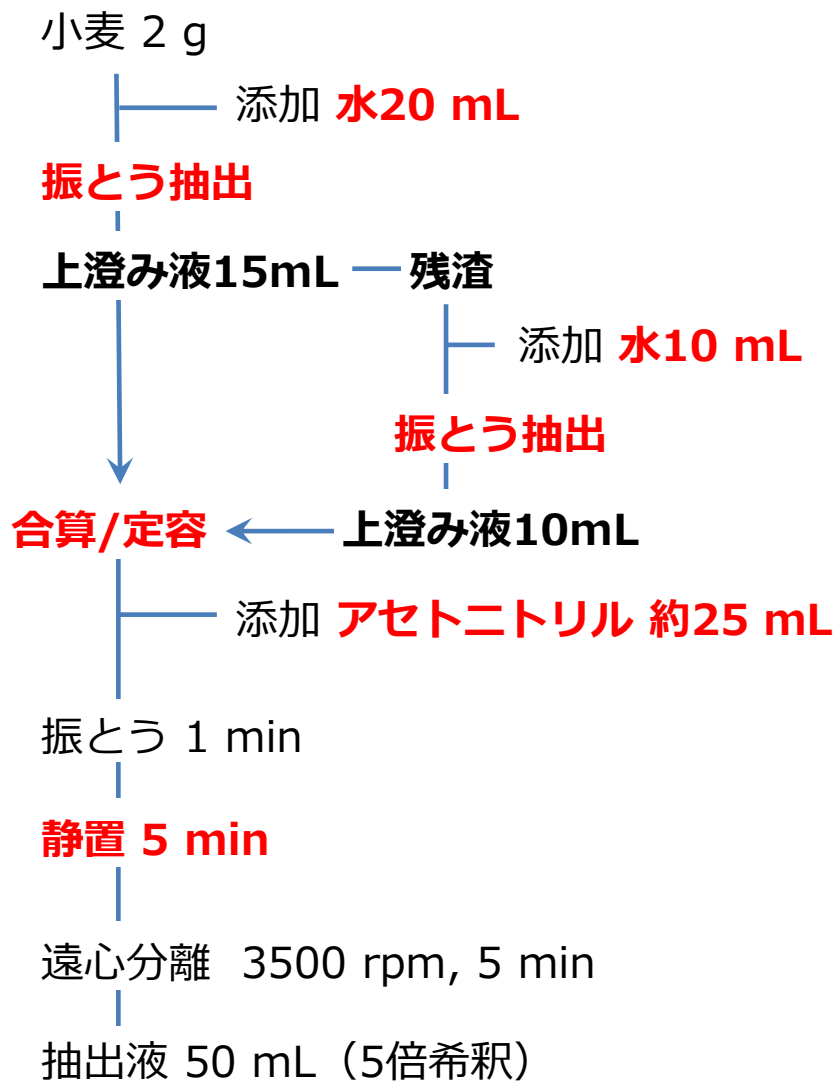 小麦 2 g
添加 水20 mL
振とう抽出
上澄み液15mL
残渣
添加 水10 mL
振とう抽出
上澄み液10mL
合算/定容
添加 アセトニトリル 約25 mL
振とう 1 min
静置 5 min
遠心分離 3500 rpm, 5 min
抽出液 50 mL（5倍希釈）